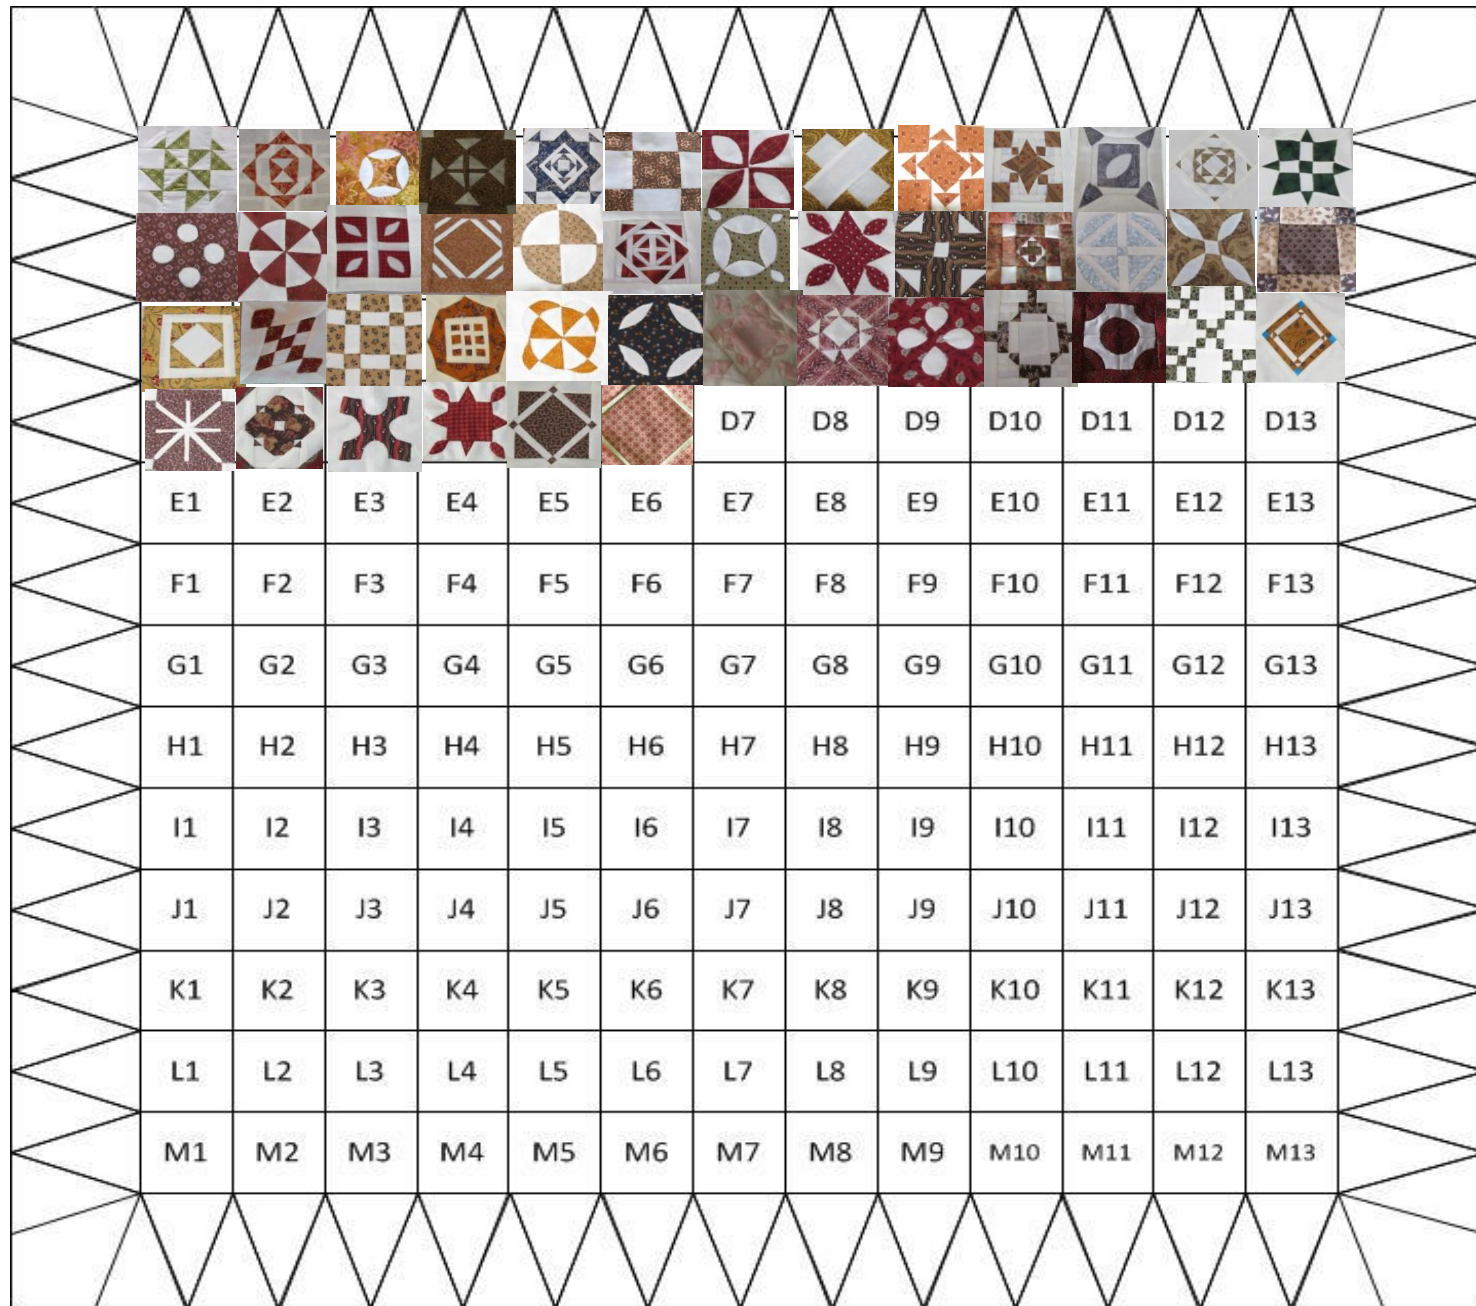 D7 D8 D9 D10 D11 D12 D13
E1 E2 E3 E4 E5 E6 E7 E8 E9 E10 E11 E12 E13
F1 F2 F3 F4 F5 F6 F7 F8 F9 F10 F11 F12 F13
G1 G2 G3 G4 G5 G6 G7 G8 G9 G10 G11 G12 G13
H1 H2 H3 H4 H5 H6 H7 H8 H9 H10 H11 H12 H13
I1 I2 I3 I4 I5 I6 I7 I8 I9 I10 I11 I12 I13
J1 J2 J3 J4 J5 J6 J7 J8 J9 J10 J11 J12 J13
K1 K2 K3 K4 K5 K6 K7 K8 K9 K10 K11 K12 K13
L1 L2 L3 L4 L5 L6 L7 L8 L9 L10 L11 L12 L13
M1 M2 M3 M4 M5 M6 M7 M8 M9 M10 M11 M12 M13